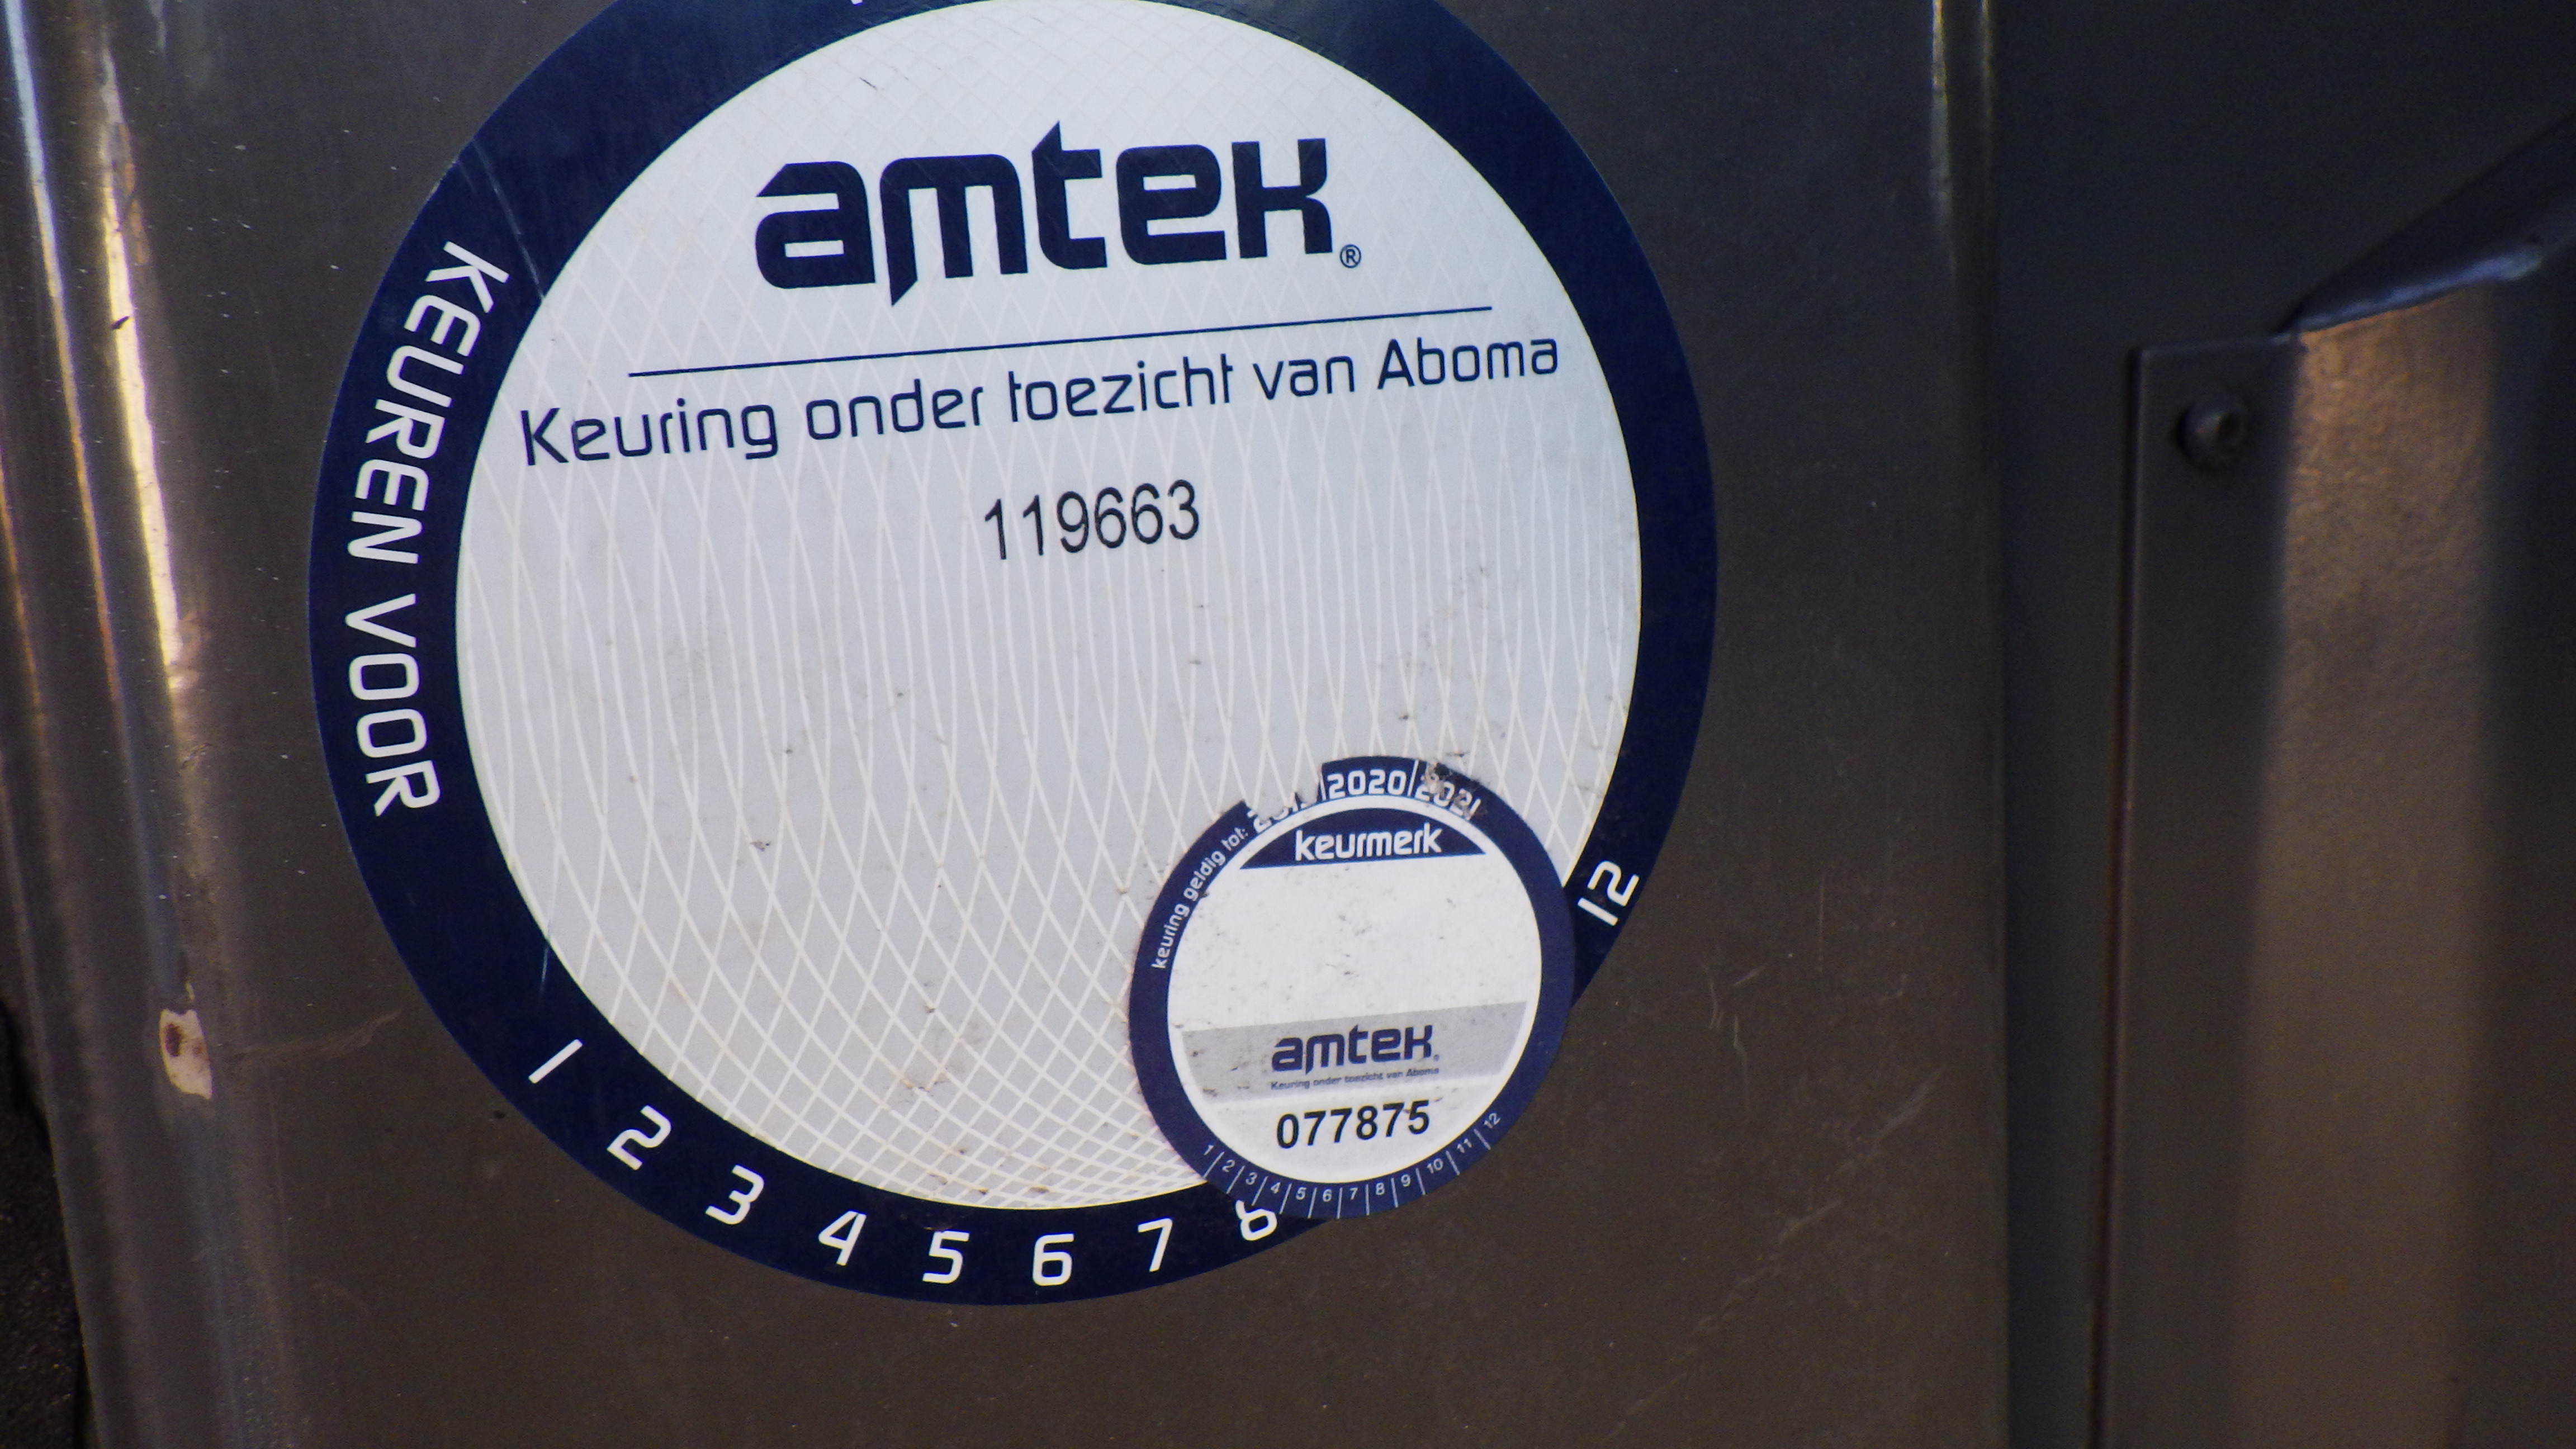 amtek®
Keuring onder toezicht van Aboma
119663
KEUREN VOOR
1 2 3 4 5 6 7 8 12
keuring geldig tot: 2020 2021
keurmerk
amtek®
Keuring onder toezicht van Aboma
077875
1 2 3 4 5 6 7 8 9 10 11 12